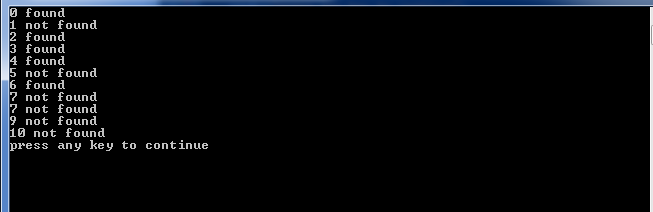 0 found
1 not found
2 found
3 found
4 found
5 not found
6 found
7 not found
7 not found
9 not found
10 not found
press any key to continue